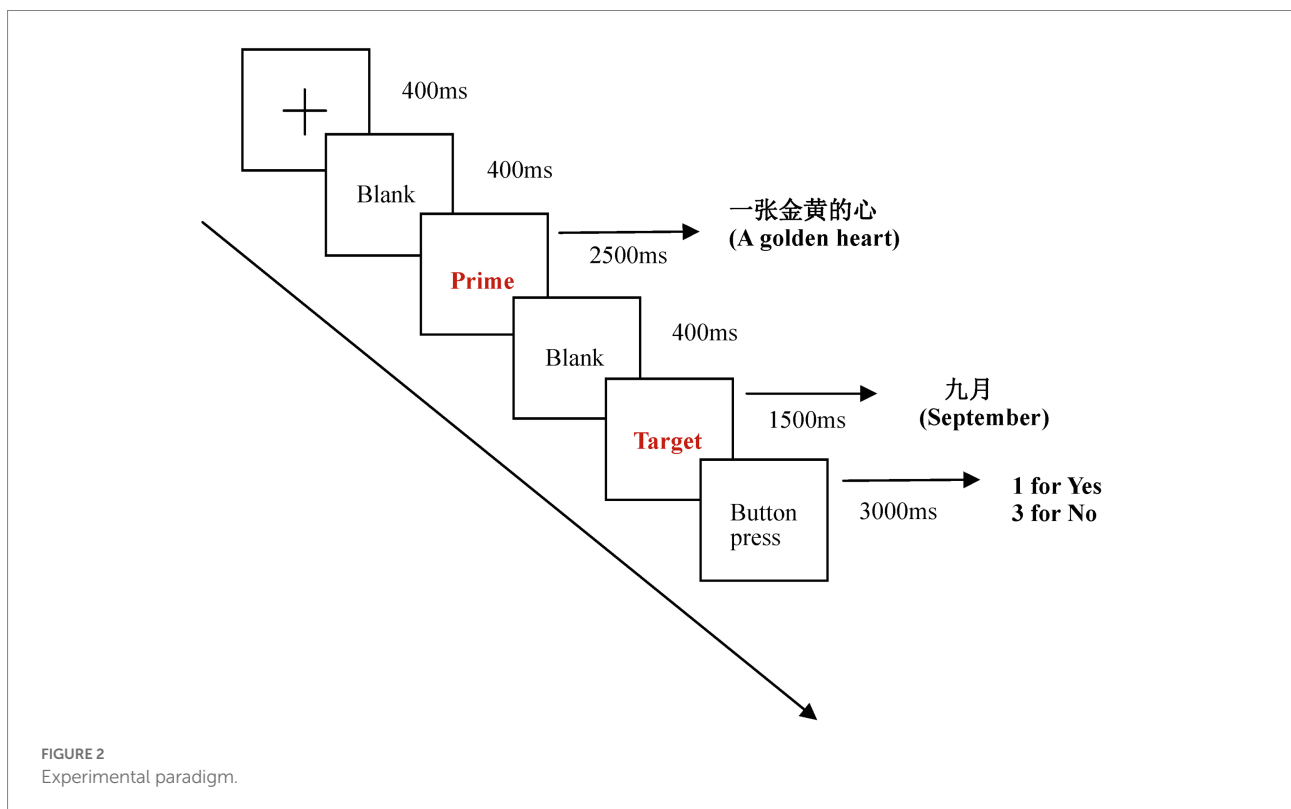 400ms
Blank
400ms
Prime
2500ms
一张金黄的心
(A golden heart)
Blank
400ms
Target
1500ms
九月
(September)
Button
press
3000ms
1 for Yes
3 for No
FIGURE 2
Experimental paradigm.